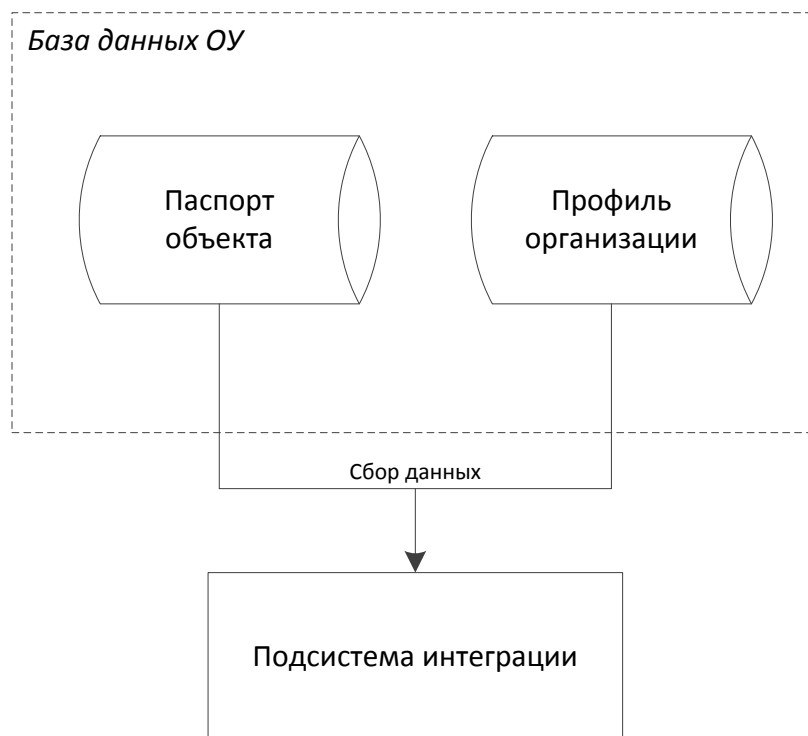 База данных ОУ
Паспорт
объекта
Профиль
организации
Сбор данных
Подсистема интеграции